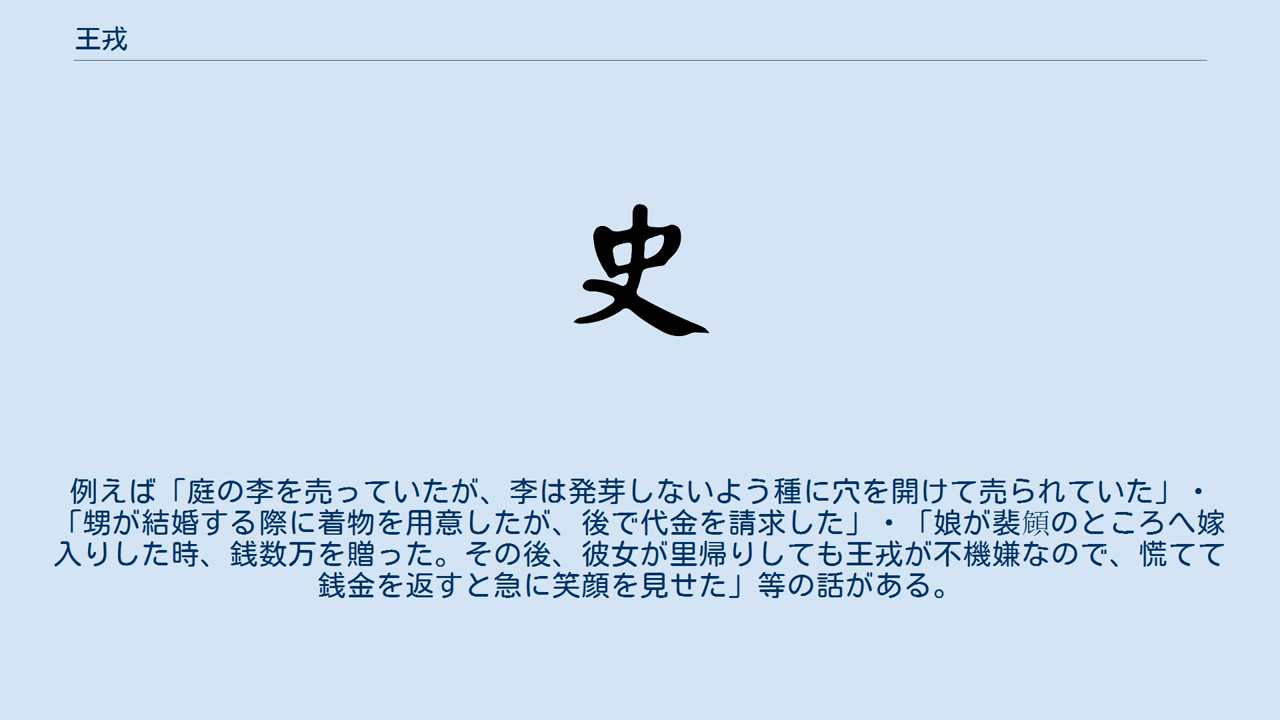 王戎
史
例えば「庭の李を売っていたが、李は発芽しないよう種に穴を開けて売られていた」・
「甥が結婚する際に着物を用意したが、後で代金を請求した」・「娘が裴頠のところへ嫁
入りした時、銭数万を贈った。その後、彼女が里帰りしても王戎が不機嫌なので、慌てて
銭金を返すと急に笑顔を見せた」等の話がある。